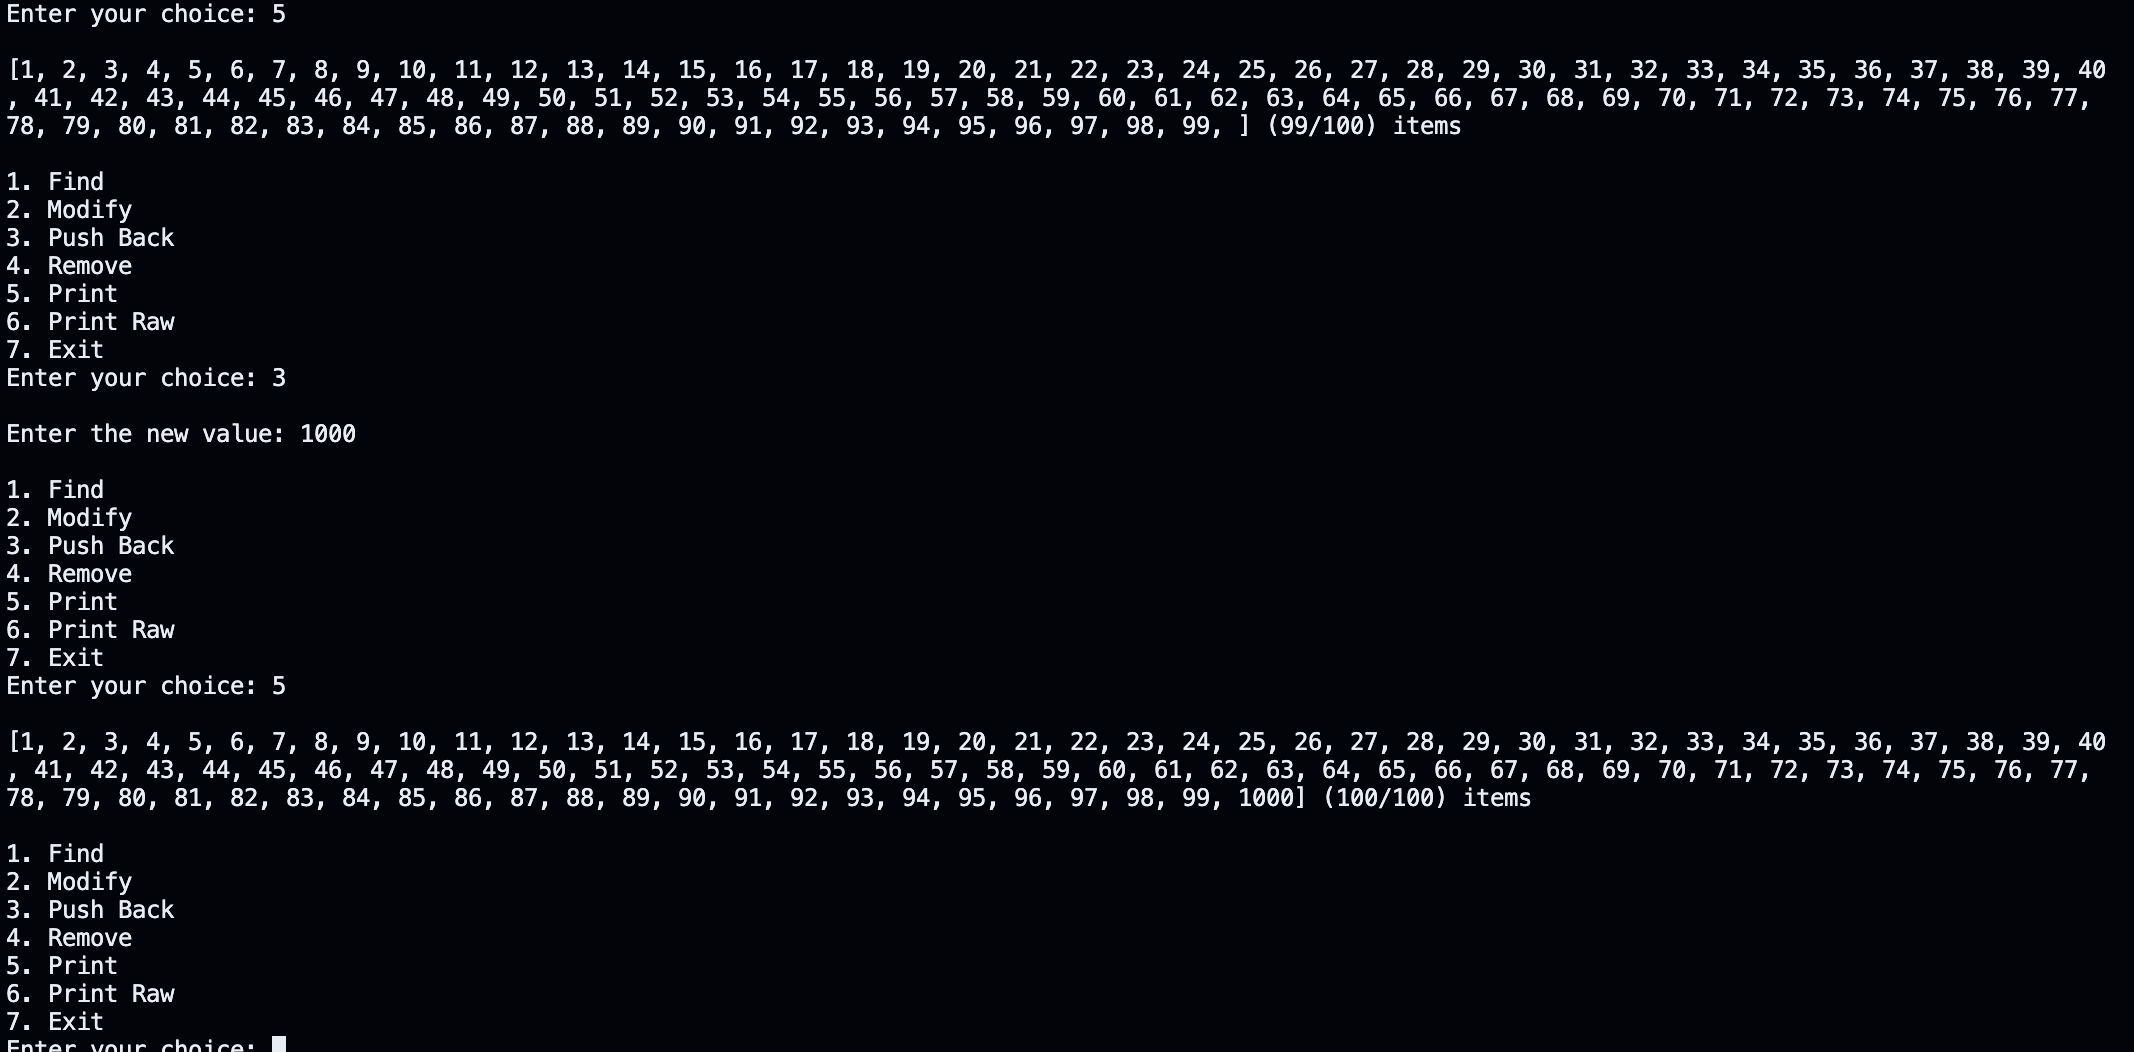 Enter your choice: 5
[1, 2, 3, 4, 5, 6, 7, 8, 9, 10, 11, 12, 13, 14, 15, 16, 17, 18, 19, 20, 21, 22, 23, 24, 25, 26, 27, 28, 29, 30, 31, 32, 33, 34, 35, 36, 37, 38, 39, 40
, 41, 42, 43, 44, 45, 46, 47, 48, 49, 50, 51, 52, 53, 54, 55, 56, 57, 58, 59, 60, 61, 62, 63, 64, 65, 66, 67, 68, 69, 70, 71, 72, 73, 74, 75, 76, 77,
78, 79, 80, 81, 82, 83, 84, 85, 86, 87, 88, 89, 90, 91, 92, 93, 94, 95, 96, 97, 98, 99, ] (99/100) items
1. Find
2. Modify
3. Push Back
4. Remove
5. Print
6. Print Raw
7. Exit
Enter your choice: 3
Enter the new value: 1000
1. Find
2. Modify
3. Push Back
4. Remove
5. Print
6. Print Raw
7. Exit
Enter your choice: 5
[1, 2, 3, 4, 5, 6, 7, 8, 9, 10, 11, 12, 13, 14, 15, 16, 17, 18, 19, 20, 21, 22, 23, 24, 25, 26, 27, 28, 29, 30, 31, 32, 33, 34, 35, 36, 37, 38, 39, 40
, 41, 42, 43, 44, 45, 46, 47, 48, 49, 50, 51, 52, 53, 54, 55, 56, 57, 58, 59, 60, 61, 62, 63, 64, 65, 66, 67, 68, 69, 70, 71, 72, 73, 74, 75, 76, 77,
78, 79, 80, 81, 82, 83, 84, 85, 86, 87, 88, 89, 90, 91, 92, 93, 94, 95, 96, 97, 98, 99, 1000] (100/100) items
1. Find
2. Modify
3. Push Back
4. Remove
5. Print
6. Print Raw
7. Exit
Enter your choice: